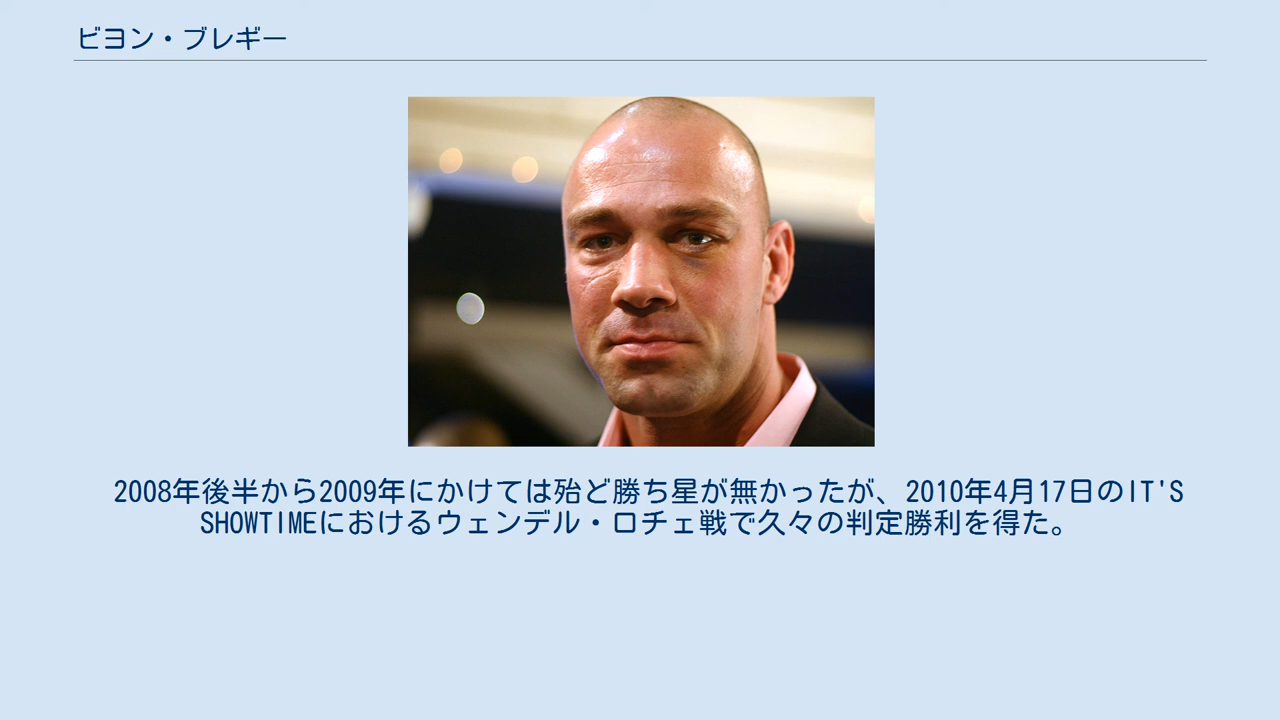 ビヨン・ブレギー
2008年後半から2009年にかけては殆ど勝ち星が無かったが、2010年4月17日のIT'S
SHOWTIMEにおけるウェンデル・ロチェ戦で久々の判定勝利を得た。